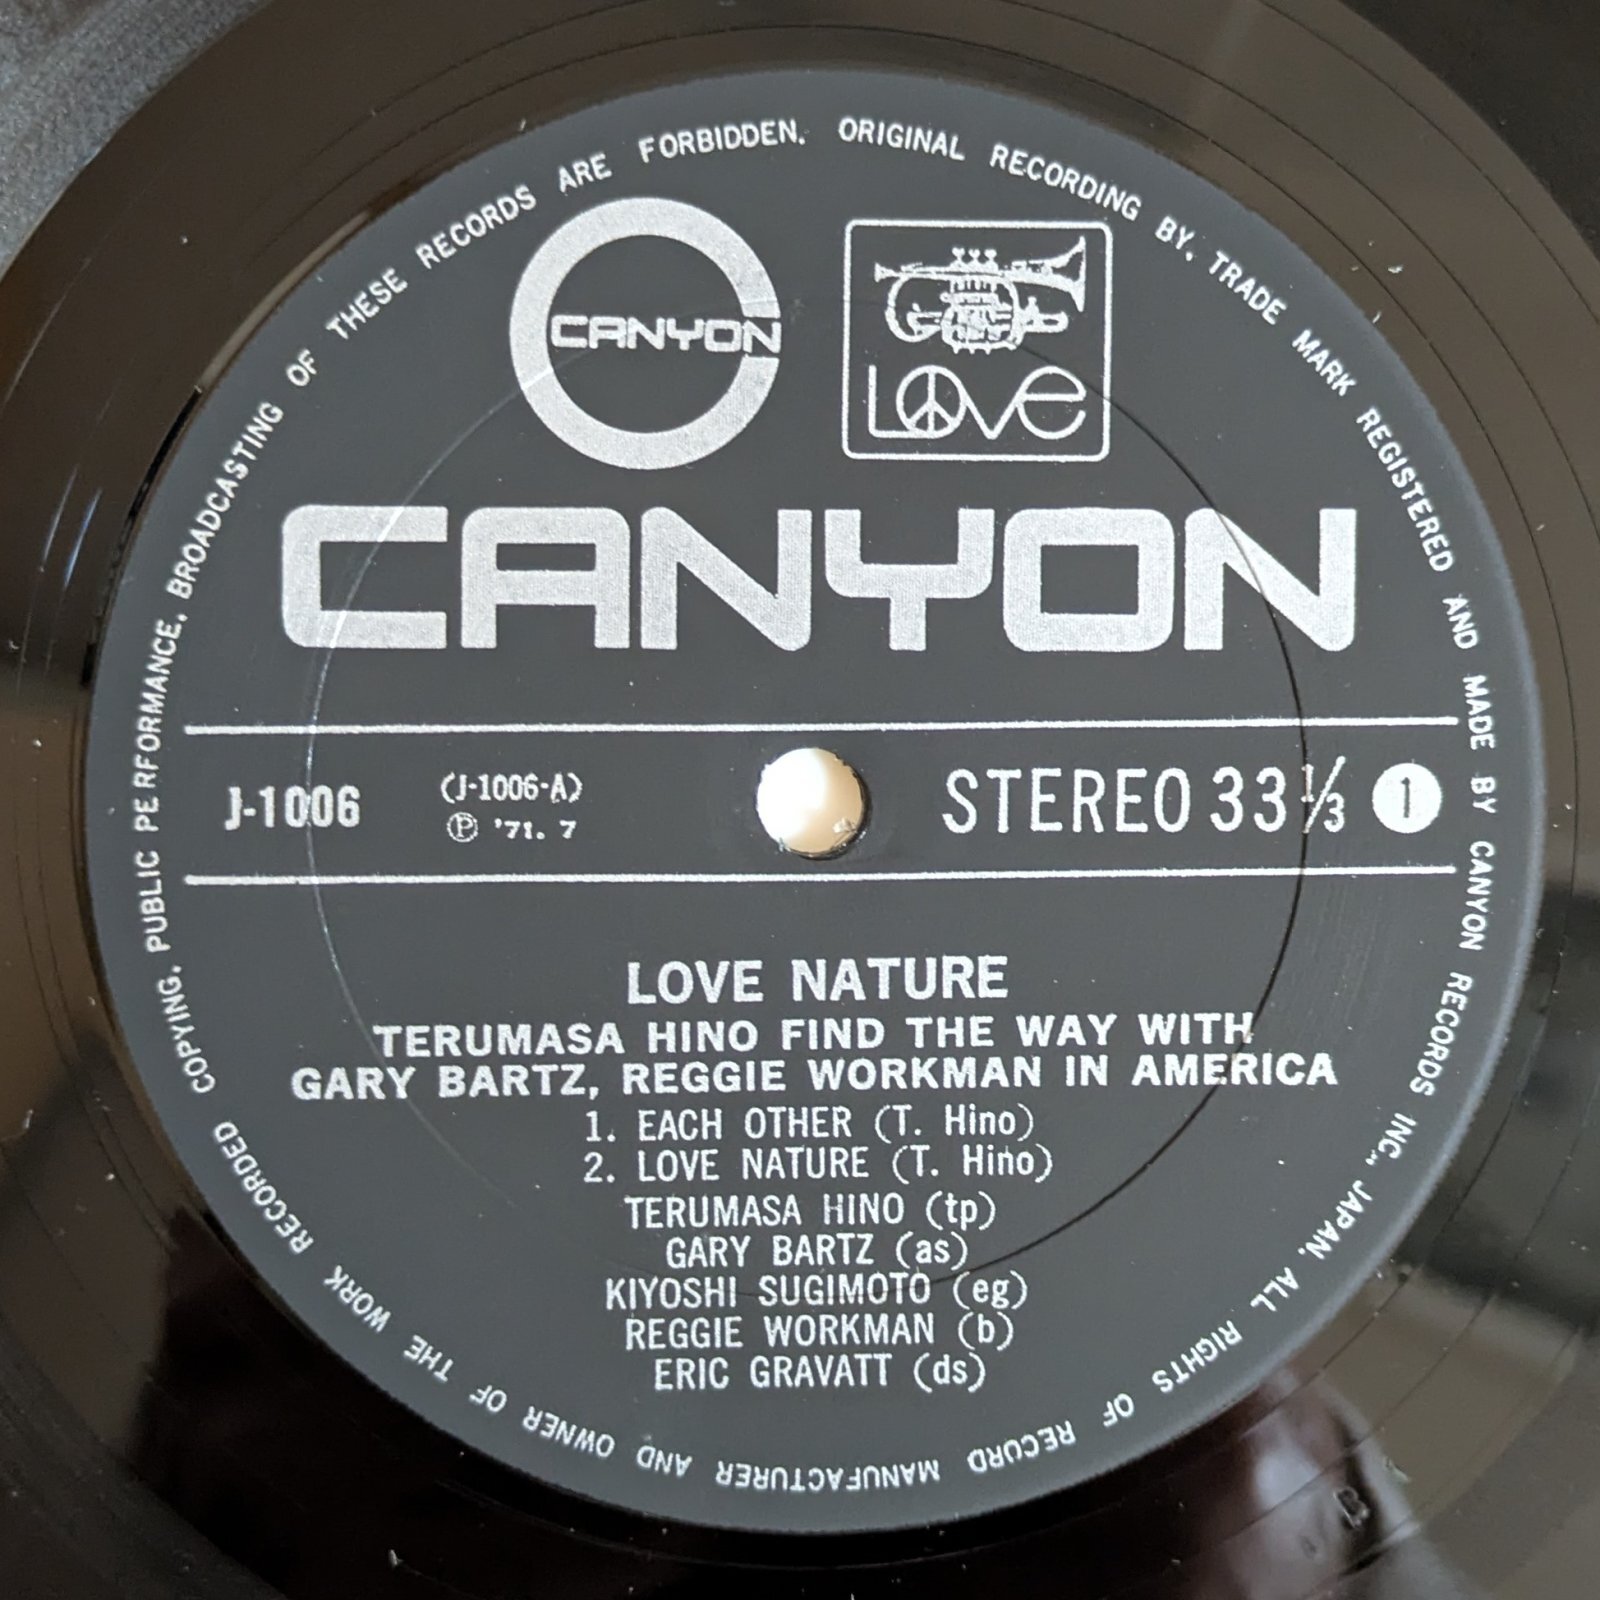 ORIGINAL RECORDING BY, TRADE MARK REGISTERED AND MADE BY CANYON RECORDS INC., JAPAN. ALL RIGHTS OF RECORD MANUFACTURER AND OWNER OF THE WORK RECORDED COPYING. PUBLIC PERFORMANCE. BROADCASTING OF THESE RECORDS ARE FORBIDDEN.
CANYON
LOVE
CANYON
J-1006
(J-1006-A)
Ⓟ '71. 7
STEREO 33 1/3 1
LOVE NATURE
TERUMASA HINO FIND THE WAY WITH
GARY BARTZ, REGGIE WORKMAN IN AMERICA
1. EACH OTHER (T. Hino)
2. LOVE NATURE (T. Hino)
TERUMASA HINO (tp)
GARY BARTZ (as)
KIYOSHI SUGIMOTO (eg)
REGGIE WORKMAN (b)
ERIC GRAVATT (ds)